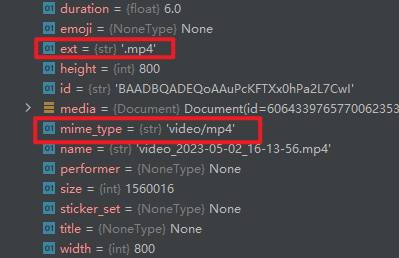 01 duration = {float} 6.0
01 emoji = {NoneType} None
01 ext = {str} '.mp4'
01 height = {int} 800
01 id = {str} 'BAADBQADEQoAAuPcKFTXx0hPa2L7CwI'
media = {Document} Document(id=6064339765770062353
01 mime_type = {str} 'video/mp4'
01 name = {str} 'video_2023-05-02_16-13-56.mp4'
01 performer = {NoneType} None
01 size = {int} 1560016
01 sticker_set = {NoneType} None
01 title = {NoneType} None
01 width = {int} 800